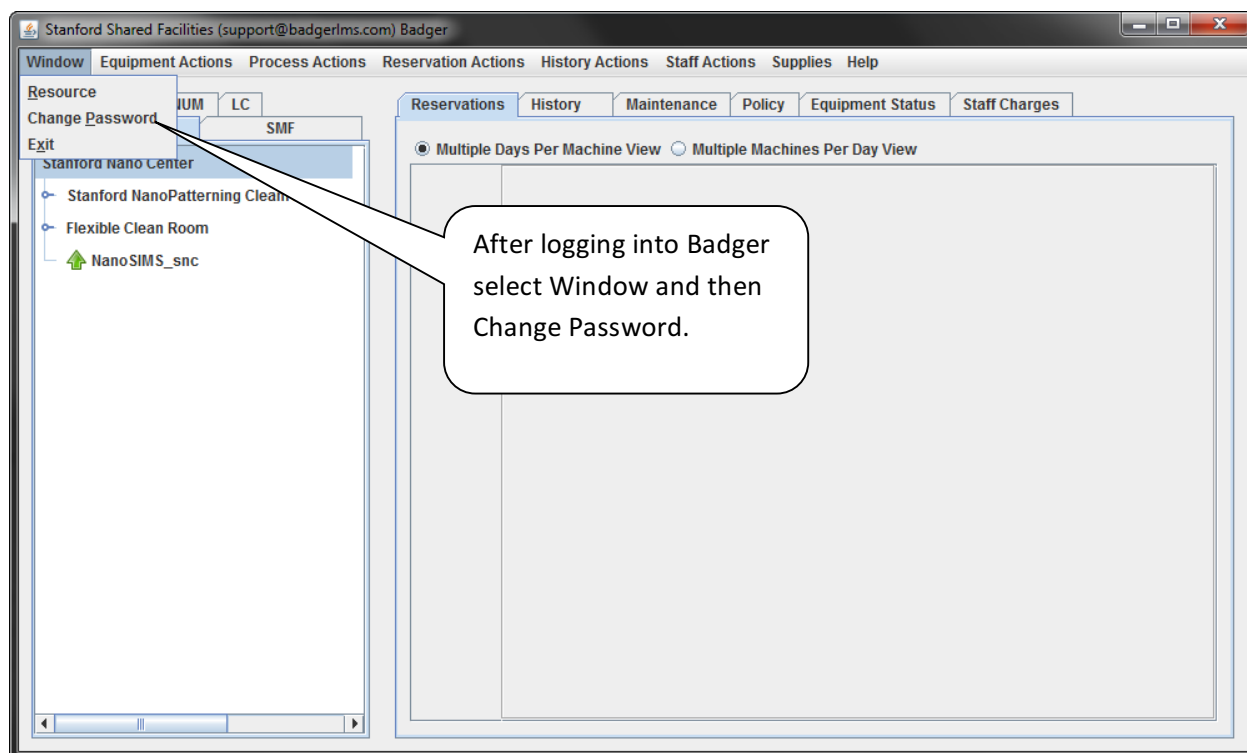 Stanford Shared Facilities (support@badgerlms.com) Badger
Window Equipment Actions Process Actions Reservation Actions History Actions Staff Actions Supplies Help
Resource
Change Password
Exit
LC
SMF
Stanford Nano Center
Stanford NanoPatterning Clean
Flexible Clean Room
NanoSIMS_snc
Reservations History Maintenance Policy Equipment Status Staff Charges
Multiple Days Per Machine View Multiple Machines Per Day View
After logging into Badger
select Window and then
Change Password.